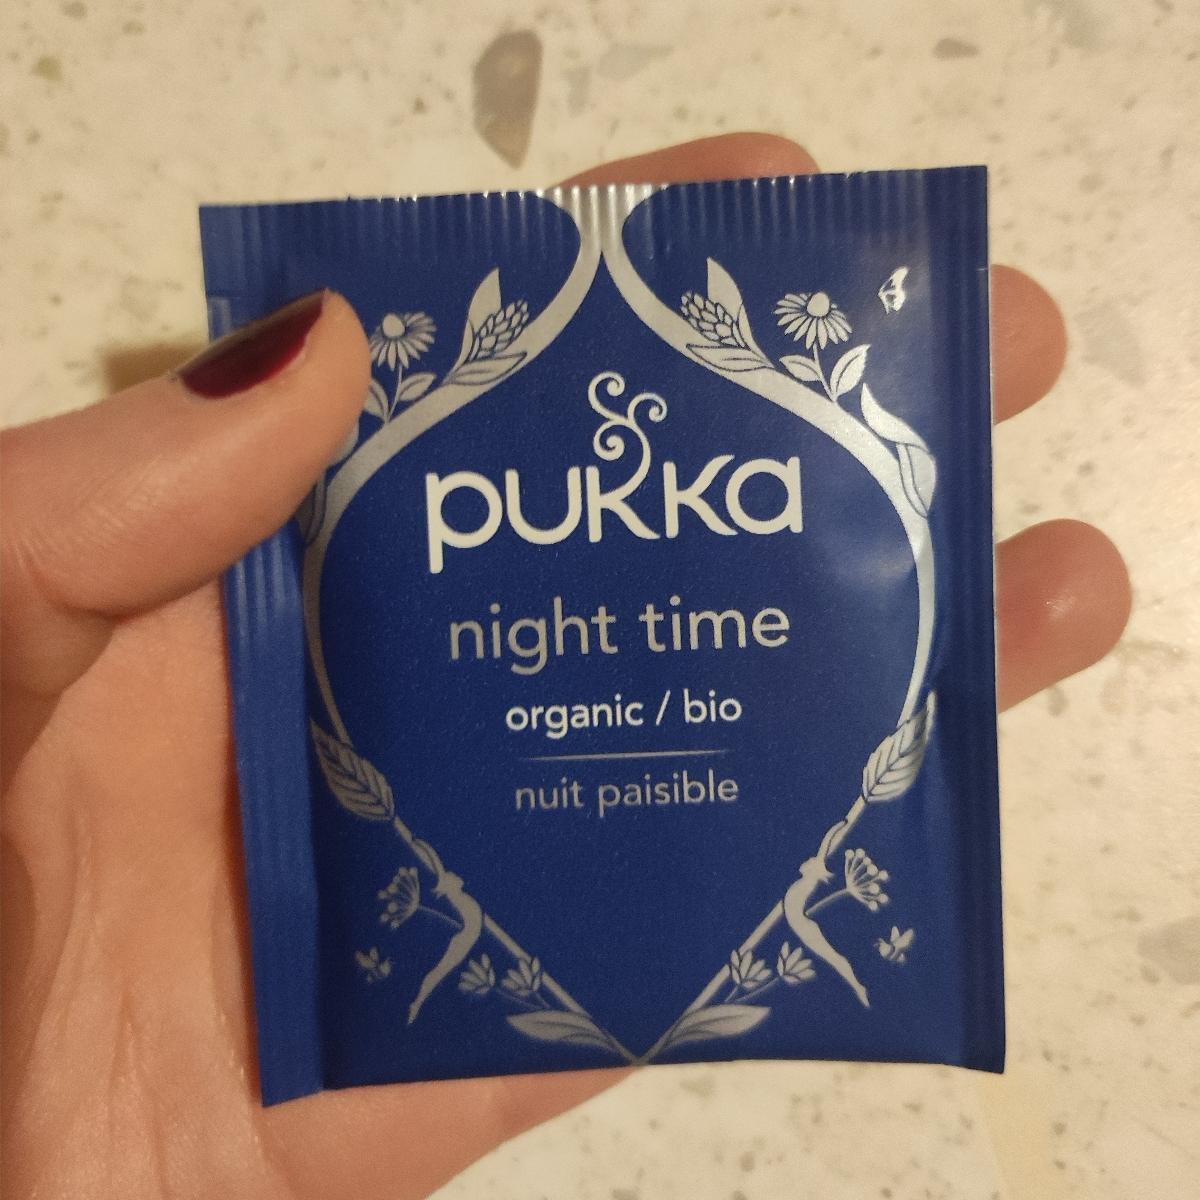 pukka
night time
organic / bio
nuit paisible